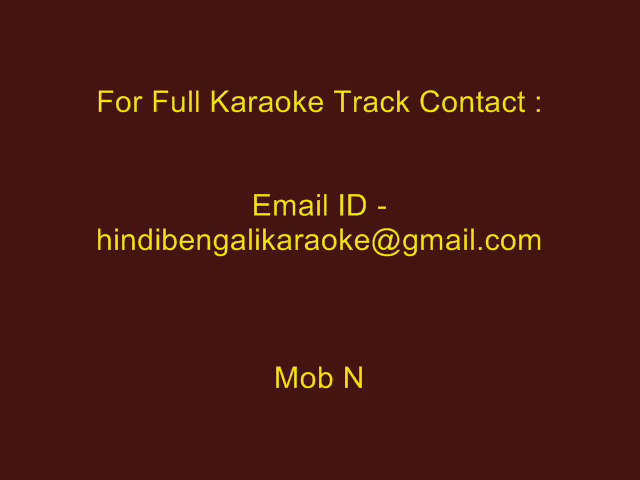 For Full Karaoke Track Contact :
Email ID -
hindibengalikaraoke@gmail.com
Mob N